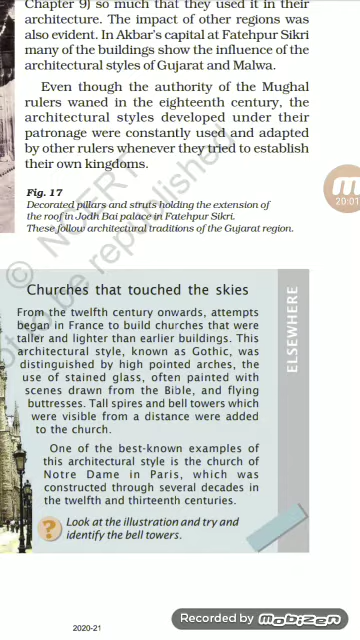 Chapter 9) so much that they used it in their
architecture. The impact of other regions was
also evident. In Akbar's capital at Fatehpur Sikri
many of the buildings show the influence of the
architectural styles of Gujarat and Malwa.
Even though the authority of the Mughal
rulers waned in the eighteenth century, the
architectural styles developed under their
patronage were constantly used and adapted
by other rulers whenever they tried to establish
their own kingdoms.
Fig. 17
Decorated pillars and struts holding the extension of
the roof in Jodh Bai palace in Fatehpur Sikri.
These follow architectural traditions of the Gujarat region.
20:01
© NCERT
not to be republished
Churches that touched the skies
From the twelfth century onwards, attempts
began in France to build churches that were
taller and lighter than earlier buildings. This
architectural style, known as Gothic, was
distinguished by high pointed arches, the
use of stained glass, often painted with
scenes drawn from the Bible, and flying
buttresses. Tall spires and bell towers which
were visible from a distance were added
to the church.
One of the best-known examples of
this architectural style is the church of
Notre Dame in Paris, which was
constructed through several decades in
the twelfth and thirteenth centuries.
ELSEWHERE
?
Look at the illustration and try and
identify the bell towers.
2020-21
Recorded by mobizen